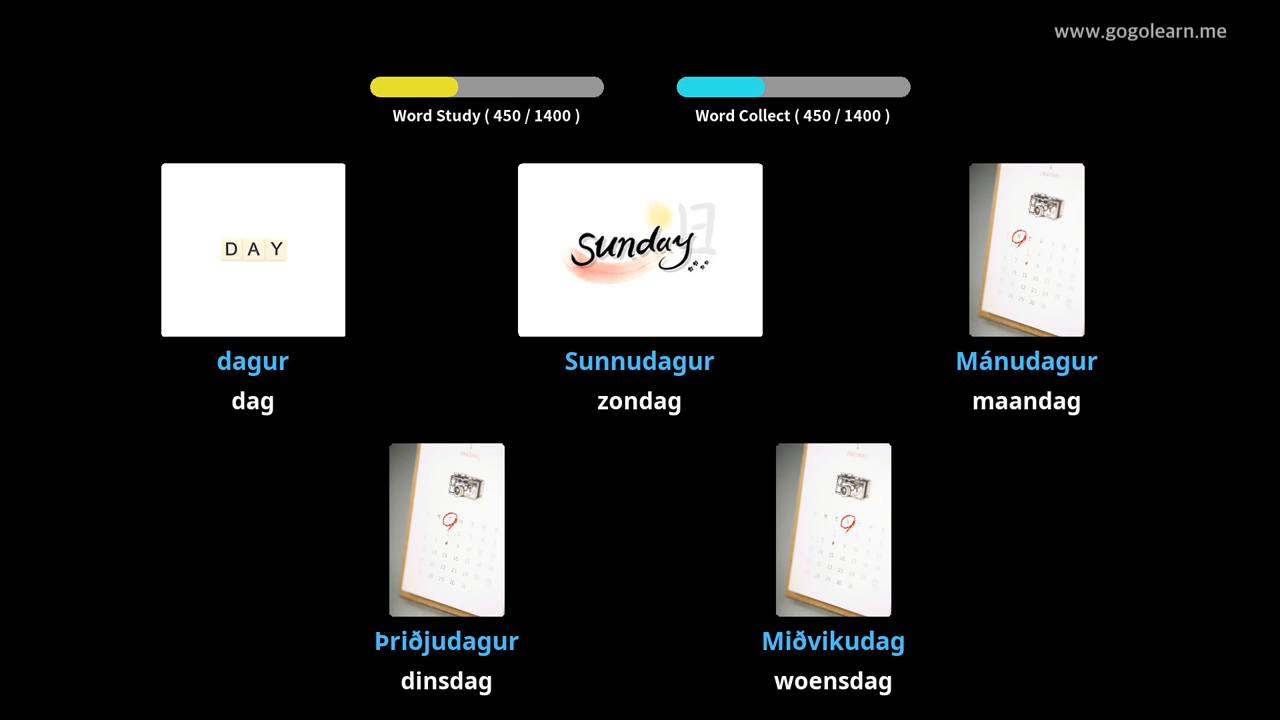 www.gogolearn.me
Word Study ( 450 / 1400 )
Word Collect ( 450 / 1400 )
DAY
Sunday
dagur
dag
Sunnudagur
zondag
Mánudagur
maandag
Þriðjudagur
dinsdag
Miðvikudag
woensdag